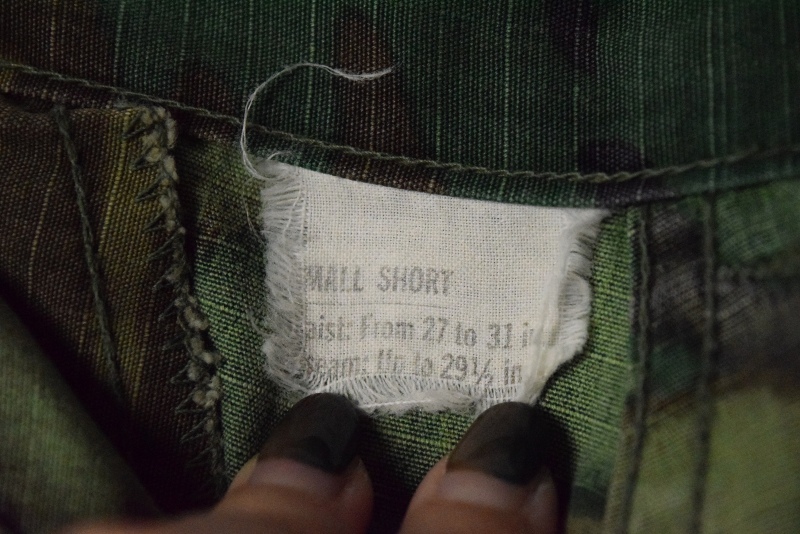 MALL SHORT
aist: From 27 to 31 in
seam: Up to 29½ in